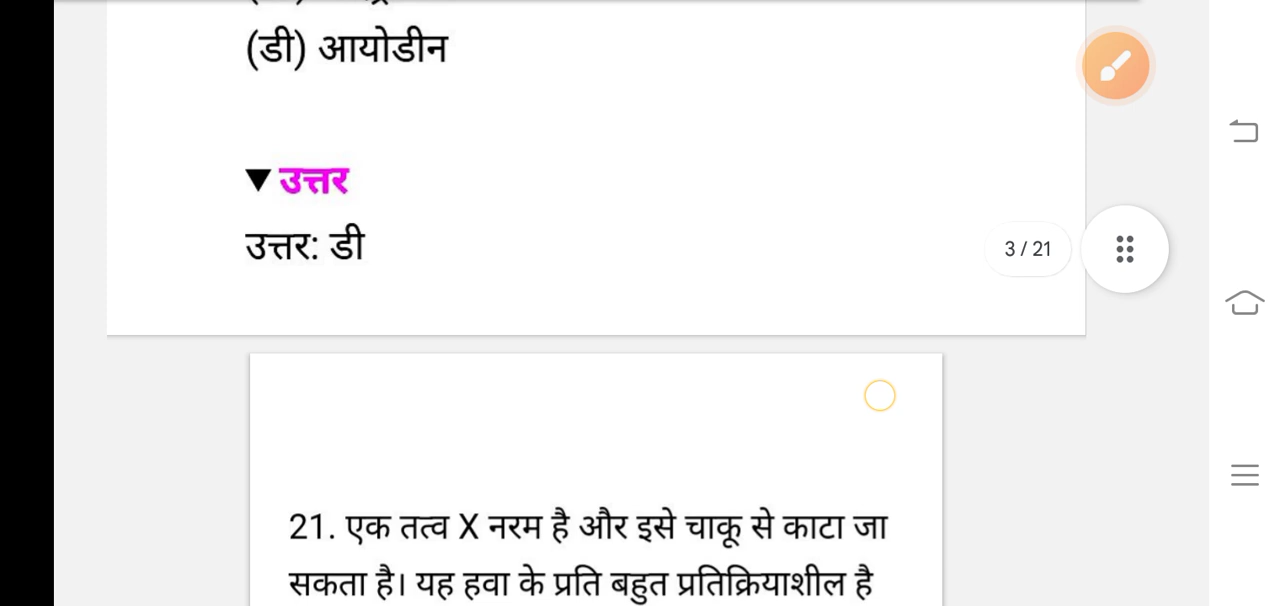 (डी) आयोडीन
▼ उत्तर
उत्तर: डी
3 / 21
21. एक तत्व X नरम है और इसे चाकू से काटा जा
सकता है। यह हवा के प्रति बहुत प्रतिक्रियाशील है